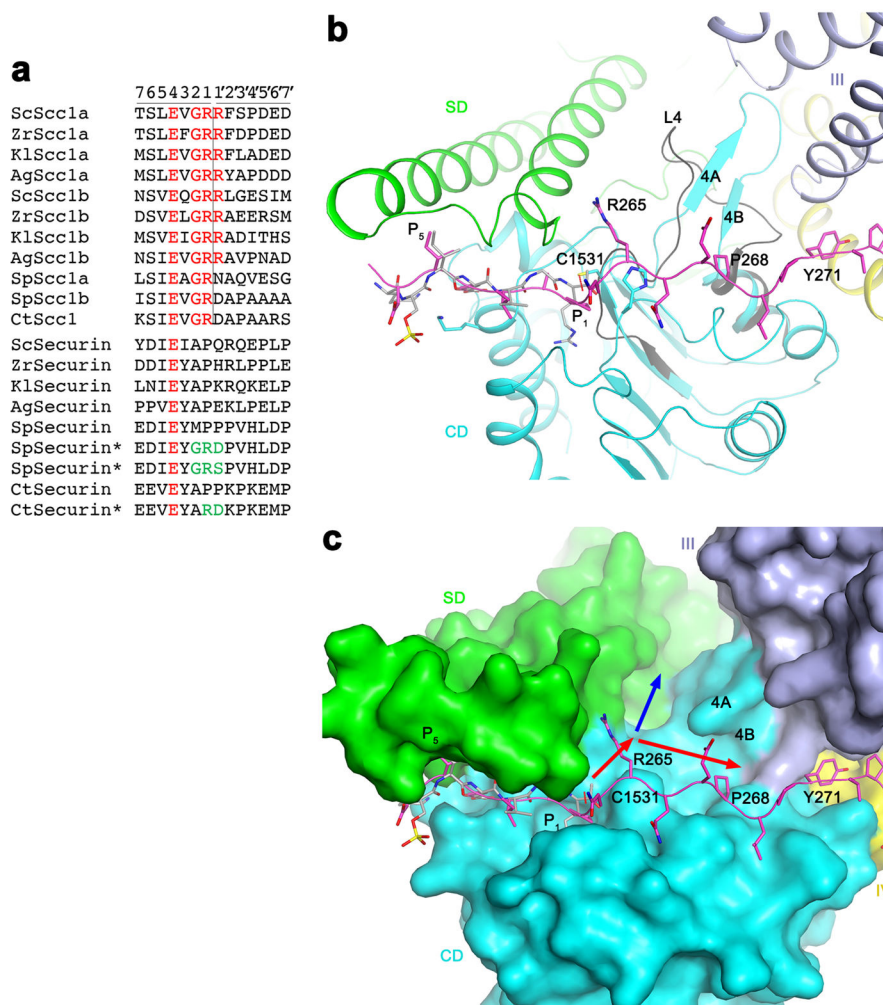 a
7654321 1′2′3′4′5′6′7′
ScScc1a TSLEVGRRFSPDED
ZrScc1a TSLEFGRRFDPDED
KlScc1a MSLEVGRRFLADED
AgScc1a MSLEVGRRYAPDDD
ScScc1b NSVEQGRRLGESIM
ZrScc1b DSVELGRRAEERSM
KlScc1b MSVEIGRRADITHS
AgScc1b NSIEVGRRAVPNAD
SpScc1a LSIEAGRNAQVESG
SpScc1b ISIEVGRDAPAAAA
CtScc1 KSIEVGRDAPAARS
ScSecurin YDIEIAPQRQEPLP
ZrSecurin DDIEYAPHRLPPLE
KlSecurin LNIEYAPKRQKELP
AgSecurin PPVEYAPEKLPELP
SpSecurin EDIEYMPPPVHLDP
SpSecurin* EDIEYGRDPVHLDP
SpSecurin* EDIEYGRSPVHLDP
CtSecurin EEVEYAPPKPKEMP
CtSecurin* EEVEYARDKPKEMP
b
SD
III
L4
4A
R265
4B
P5
C1531
P268
Y271
P1
CD
c
III
SD
4A
P5
4B
R265
C1531
P268
Y271
P1
IV
CD